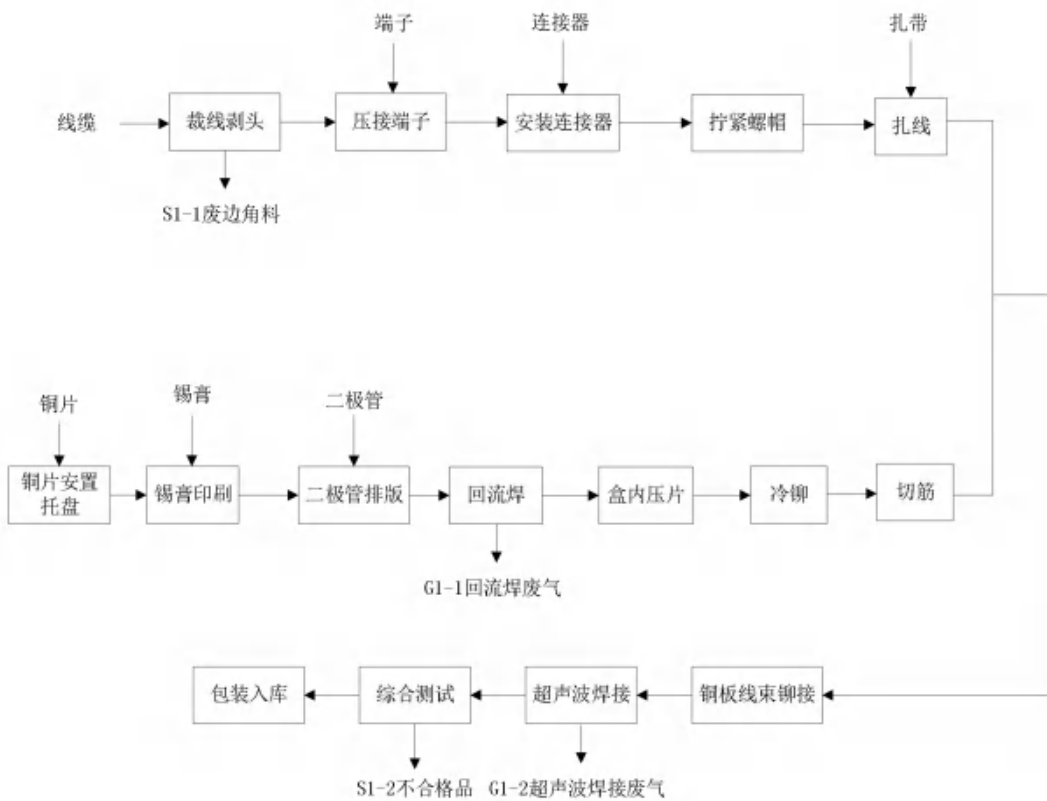 端子
连接器
扎带
线缆
裁线剥头
压接端子
安装连接器
拧紧螺帽
扎线
S1-1废边角料
铜片
锡膏
二极管
铜片安置
托盘
锡膏印刷
二极管排版
回流焊
盒内压片
冷铆
切筋
G1-1回流焊废气
包装入库
综合测试
超声波焊接
铜板线束铆接
S1-2不合格品
G1-2超声波焊接废气